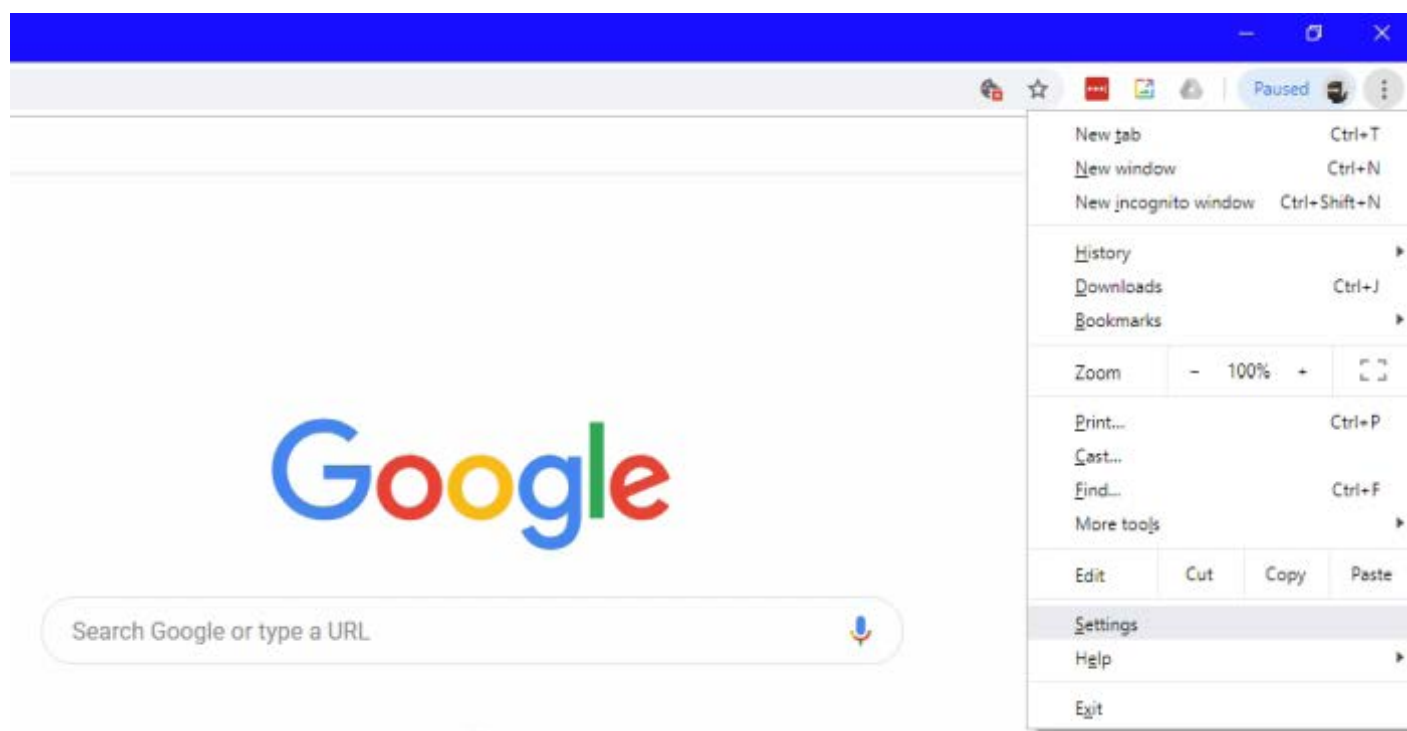 Paused
New tab Ctrl+T
New window Ctrl+N
New incognito window Ctrl+Shift+N
History
Downloads Ctrl+J
Bookmarks
Zoom - 100% +
Print... Ctrl+P
Cast...
Find... Ctrl+F
More tools
Edit Cut Copy Paste
Settings
Help
Exit
Google
Search Google or type a URL